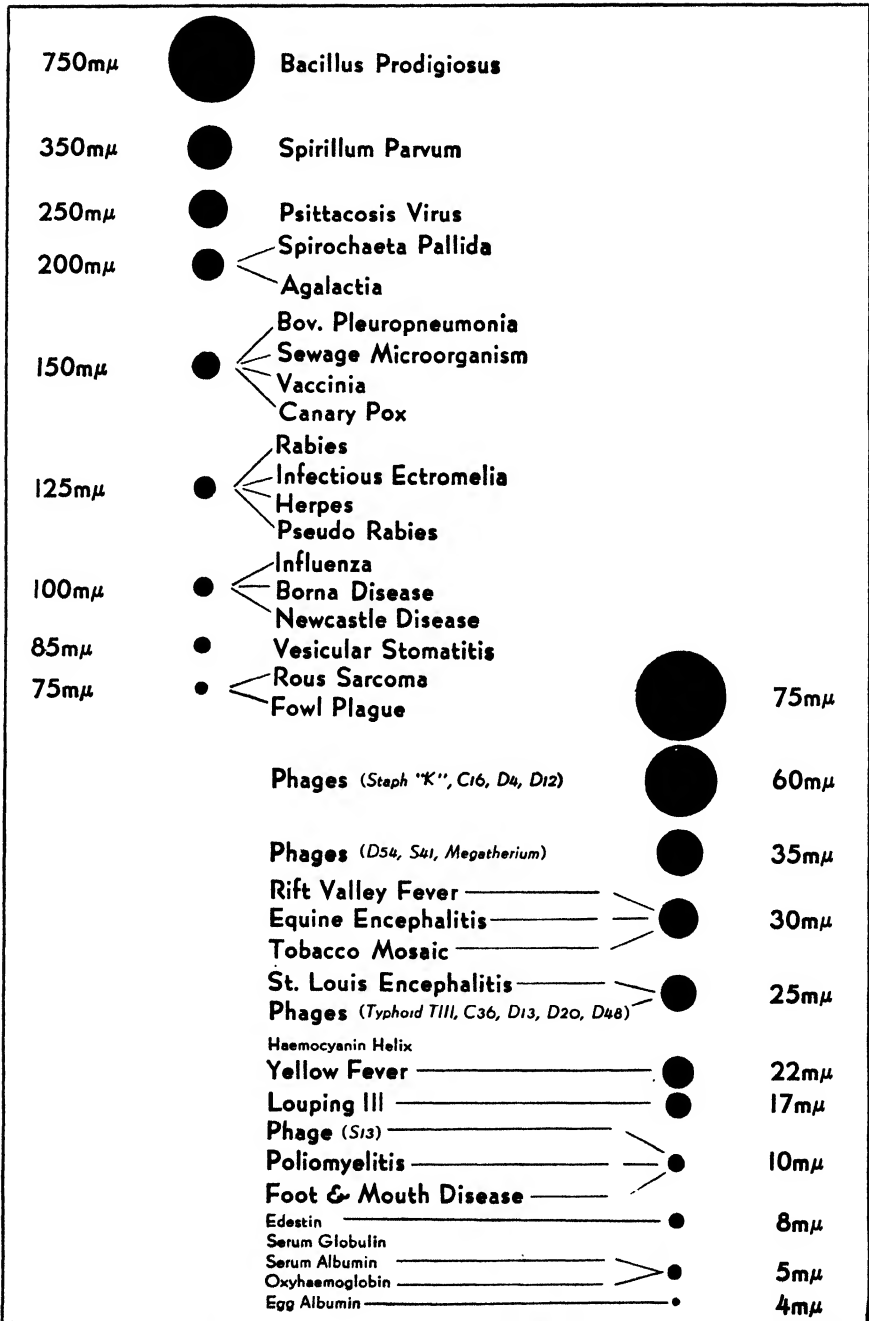 750mμ Bacillus Prodigiosus
350mμ Spirillum Parvum
250mμ Psittacosis Virus
Spirochaeta Pallida
200mμ
Agalactia
Bov. Pleuropneumonia
Sewage Microorganism
150mμ
Vaccinia
Canary Pox
Rabies
Infectious Ectromelia
125mμ
Herpes
Pseudo Rabies
Influenza
100mμ Borna Disease
Newcastle Disease
85mμ Vesicular Stomatitis
Rous Sarcoma
75mμ
Fowl Plague
75mμ
Phages (Staph "K", C16, D4, D12) 60mμ
Phages (D54, S41, Megatherium) 35mμ
Rift Valley Fever
Equine Encephalitis 30mμ
Tobacco Mosaic
St. Louis Encephalitis
25mμ
Phages (Typhoid TIII, C36, D13, D20, D48)
Haemocyanin Helix
Yellow Fever 22mμ
Louping Ill 17mμ
Phage (S13)
Poliomyelitis 10mμ
Foot & Mouth Disease
Edestin 8mμ
Serum Globulin
Serum Albumin
5mμ
Oxyhaemoglobin
Egg Albumin 4mμ